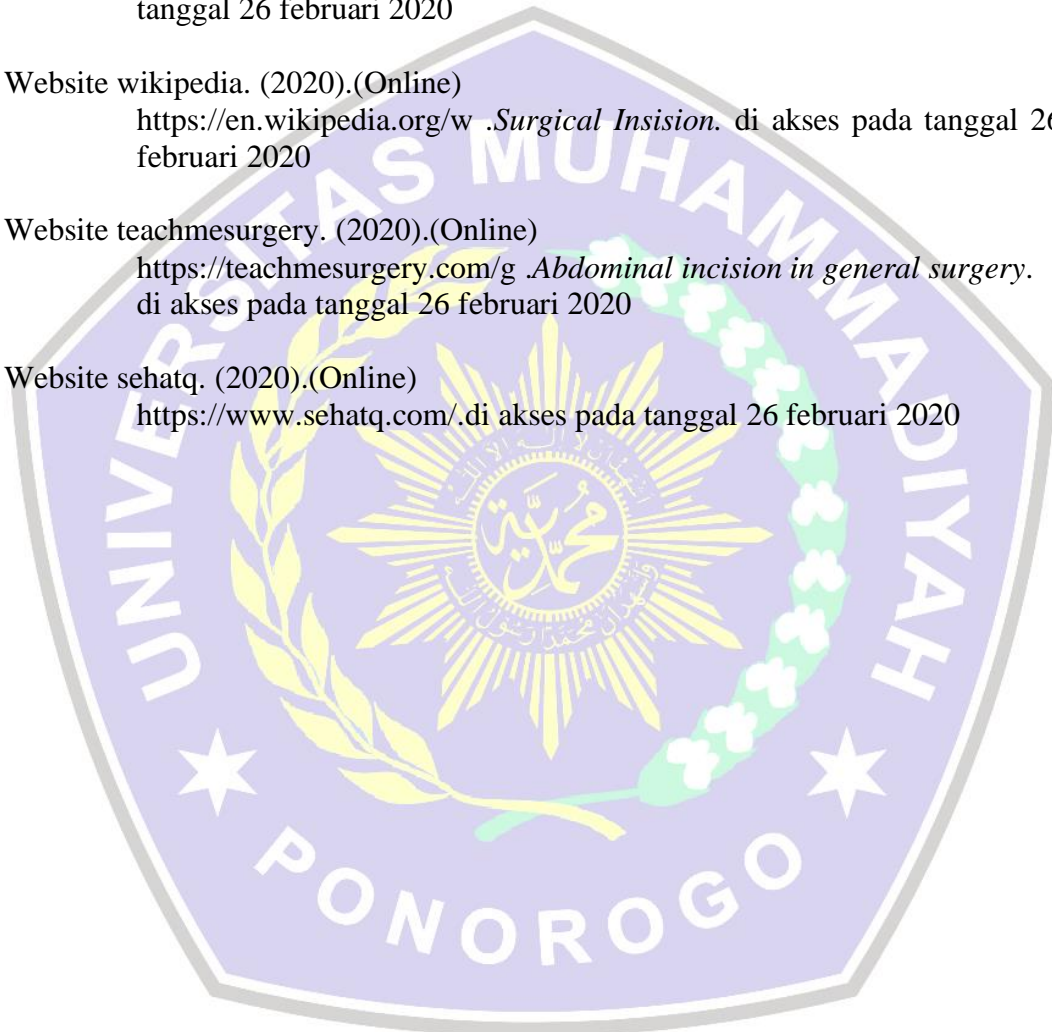 tanggal 26 februari 2020
Website wikipedia. (2020).(Online)
https://en.wikipedia.org/w .Surgical Insision. di akses pada tanggal 26
februari 2020
Website teachmesurgery. (2020).(Online)
https://teachmesurgery.com/g .Abdominal incision in general surgery.
di akses pada tanggal 26 februari 2020
Website sehatq. (2020).(Online)
https://www.sehatq.com/.di akses pada tanggal 26 februari 2020
UNIVERSITAS MUHAMMADIYAH
PONOROGO